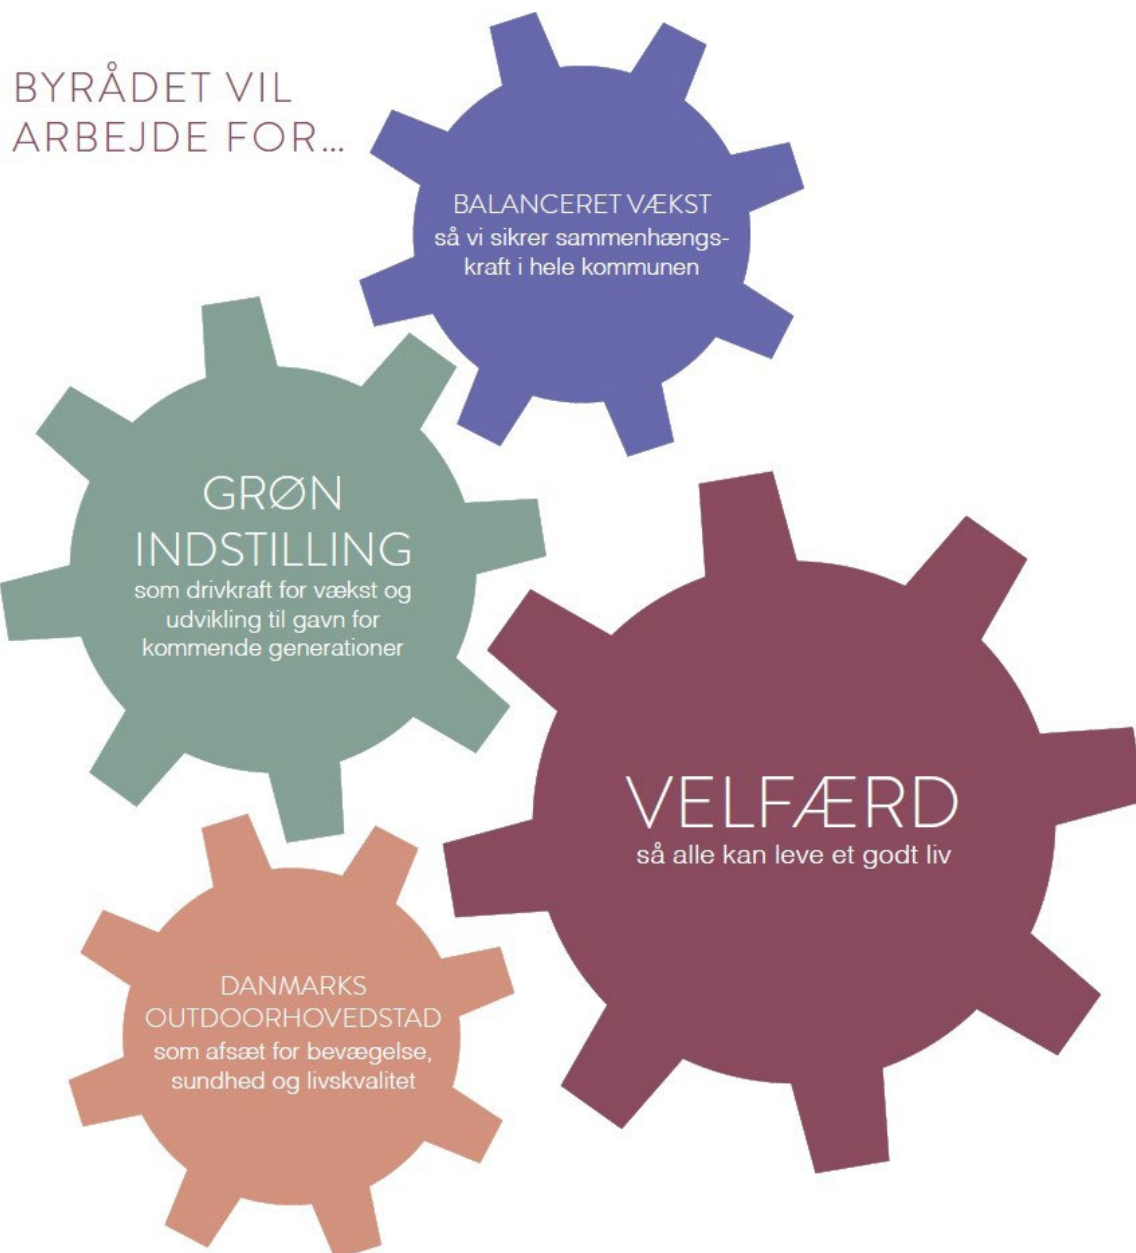 BYRÅDET VIL
ARBEJDE FOR...
BALANCERET VÆKST
så vi sikrer sammenhængs-
kraft i hele kommunen
GRØN
INDSTILLING
som drivkraft for vækst og
udvikling til gavn for
kommende generationer
VELFÆRD
så alle kan leve et godt liv
DANMARKS
OUTDOORHOVEDSTAD
som afsæt for bevægelse,
sundhed og livskvalitet